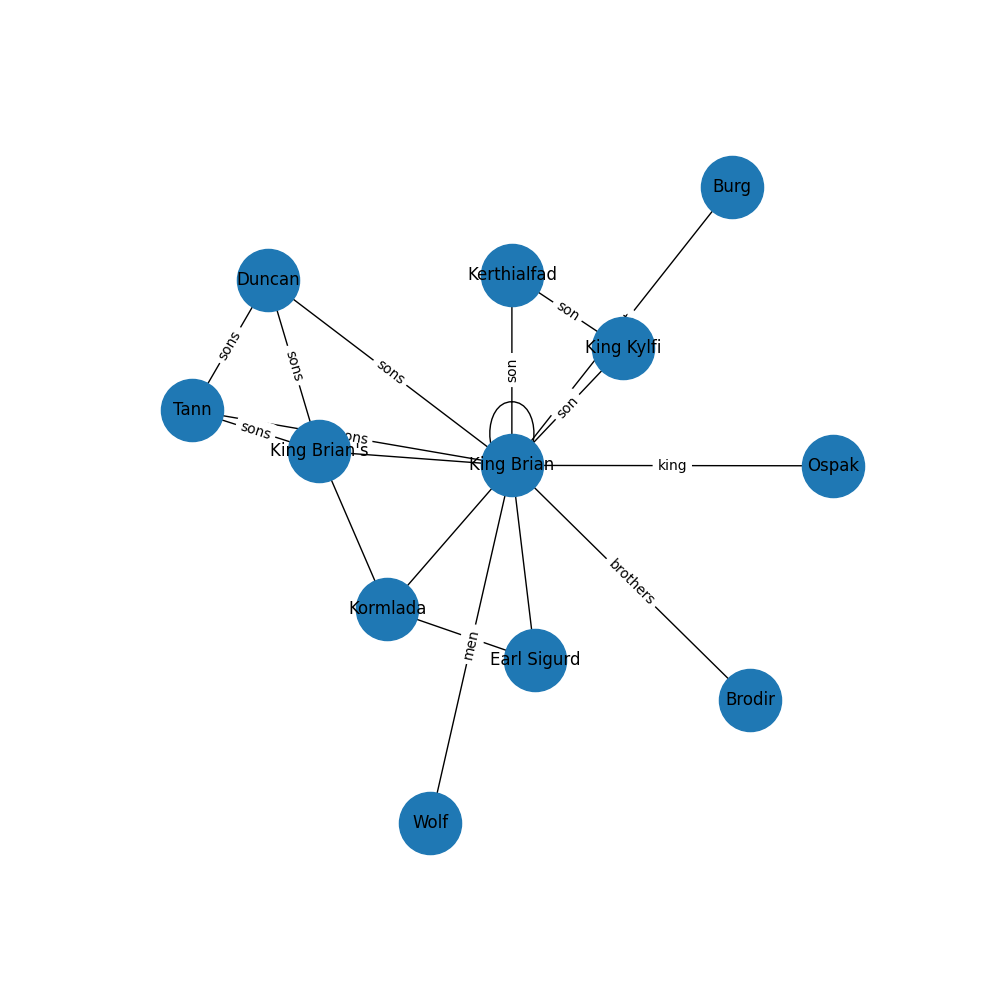 Burg
Kerthialfad
Duncan
son
King Kylfi
sons
sons
sons
son
son
Tann
sons
ons
King Brian's
King Brian
king
Ospak
brothers
Kormlada
men
Earl Sigurd
Brodir
Wolf